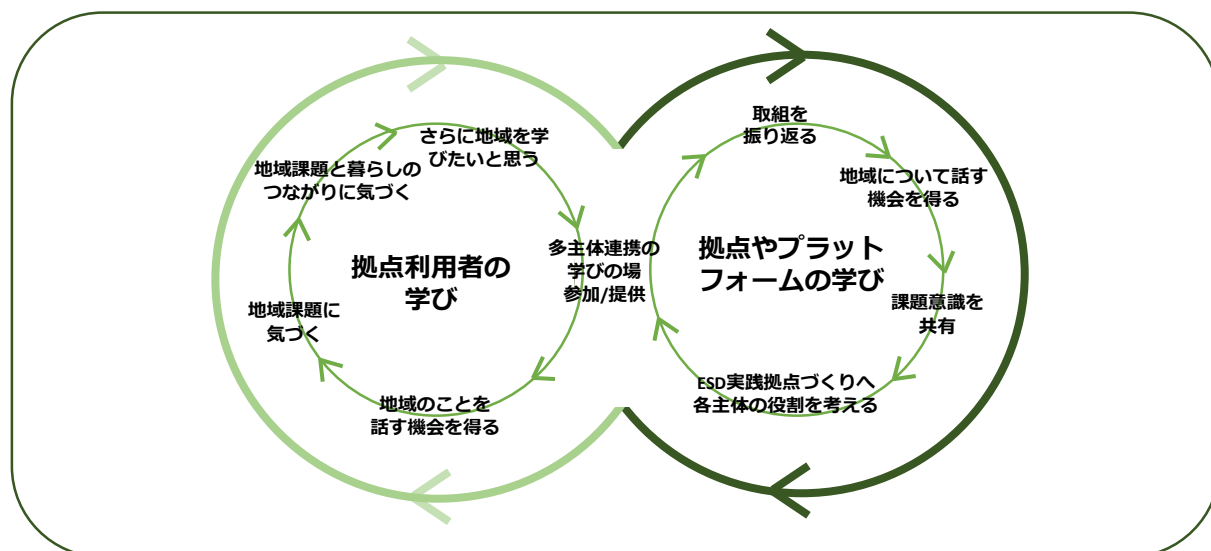 さらに地域を学
びたいと思う
地域課題と暮らしの
つながりに気づく
拠点利用者の
学び
地域課題に
気づく
地域のことを
話す機会を得る
多主体連携の
学びの場
参加/提供
取組を
振り返る
地域について話す
機会を得る
拠点やプラット
フォームの学び
課題意識を
共有
ESD実践拠点づくりへ
各主体の役割を考える